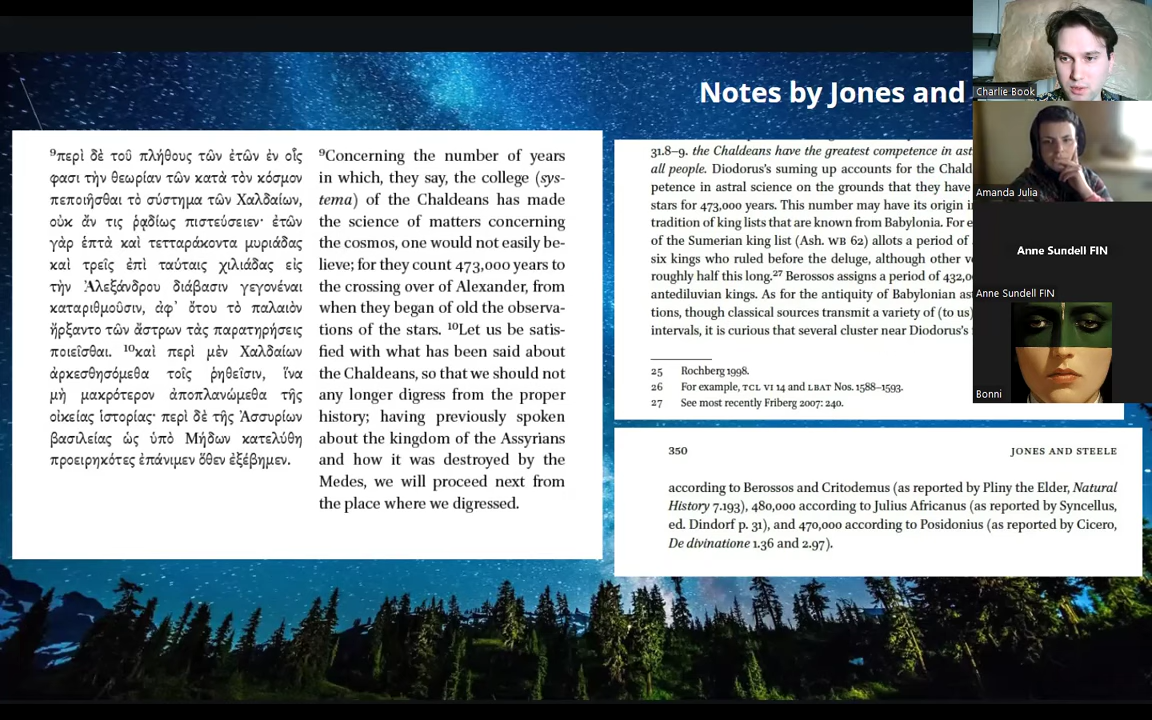 Notes by Jones and
⁹περὶ δὲ τοῦ πλήθους τῶν ἐτῶν ἐν οἷς
φασι τὴν θεωρίαν τῶν κατὰ τὸν κόσμον
πεποιῆσθαι τὸ σύστημα τῶν Χαλδαίων,
οὐκ ἄν τις ῥᾳδίως πιστεύσειεν· ἐτῶν
γὰρ ἑπτὰ καὶ τετταράκοντα μυριάδας
καὶ τρεῖς ἐπὶ ταύταις χιλιάδας εἰς
τὴν Ἀλεξάνδρου διάβασιν γεγονέναι
καταριθμοῦσιν, ἀφ᾽ ὅτου τὸ παλαιὸν
ἤρξαντο τῶν ἄστρων τὰς παρατηρήσεις
ποιεῖσθαι. ¹⁰καὶ περὶ μὲν Χαλδαίων
ἀρκεσθησόμεθα τοῖς ῥηθεῖσιν, ἵνα
μὴ μακρότερον ἀποπλανώμεθα τῆς
οἰκείας ἱστορίας· περὶ δὲ τῆς Ἀσσυρίων
βασιλείας ὡς ὑπὸ Μήδων κατελύθη
προειρηκότες ἐπάνιμεν ὅθεν ἐξέβημεν.
⁹Concerning the number of years
in which, they say, the college (sys-
tema) of the Chaldeans has made
the science of matters concerning
the cosmos, one would not easily be-
lieve; for they count 473,000 years to
the crossing over of Alexander, from
when they began of old the observa-
tions of the stars. ¹⁰Let us be satis-
fied with what has been said about
the Chaldeans, so that we should not
any longer digress from the proper
history; having previously spoken
about the kingdom of the Assyrians
and how it was destroyed by the
Medes, we will proceed next from
the place where we digressed.
31.8–9. the Chaldeans have the greatest competence in ast
all people. Diodorus's suming up accounts for the Chald
petence in astral science on the grounds that they have
stars for 473,000 years. This number may have its origin i
tradition of king lists that are known from Babylonia. For e
of the Sumerian king list (Ash. WB 62) allots a period of
six kings who ruled before the deluge, although other v
roughly half this long.²⁷ Berossos assigns a period of 432,0
antediluvian kings. As for the antiquity of Babylonian as
tions, though classical sources transmit a variety of (to us)
intervals, it is curious that several cluster near Diodorus's
25 Rochberg 1998.
26 For example, TCL VI 14 and LBAT Nos. 1588–1593.
27 See most recently Friberg 2007: 240.
350 JONES AND STEELE
according to Berossos and Critodemus (as reported by Pliny the Elder, Natural
History 7.193), 480,000 according to Julius Africanus (as reported by Syncellus,
ed. Dindorf p. 31), and 470,000 according to Posidonius (as reported by Cicero,
De divinatione 1.36 and 2.97).
Charlie Book
Amanda Julia
Anne Sundell FIN
Anne Sundell FIN
Bonni